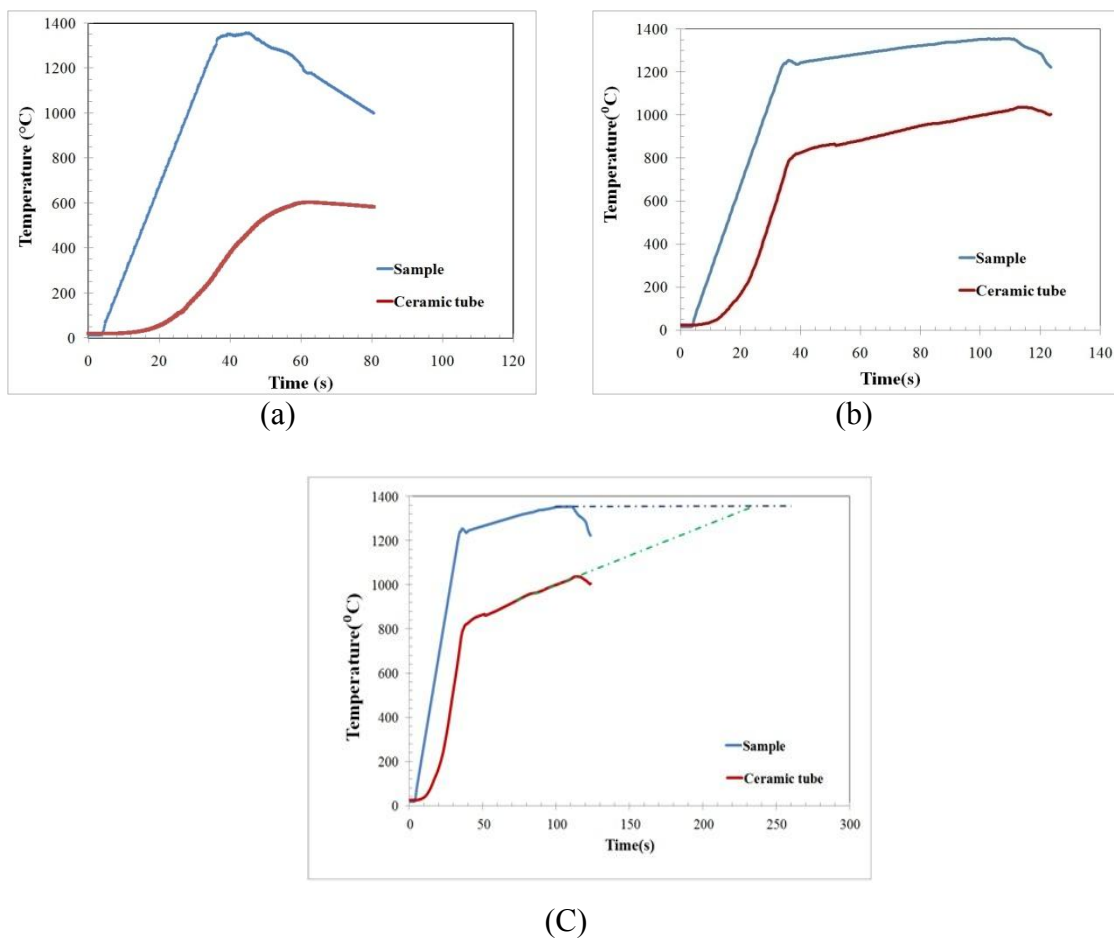 1400
1200
1000
800
600
400
200
0
Temperature (°C)
Sample
Ceramic tube
0 20 40 60 80 100 120
Time (s)
(a)
1400
1200
1000
800
600
400
200
0
Temperature(⁰C)
Sample
Ceramic tube
0 20 40 60 80 100 120 140
Time(s)
(b)
1400
1200
1000
800
600
400
200
0
Temperature(⁰C)
Sample
Ceramic tube
0 50 100 150 200 250 300
Time(s)
(C)